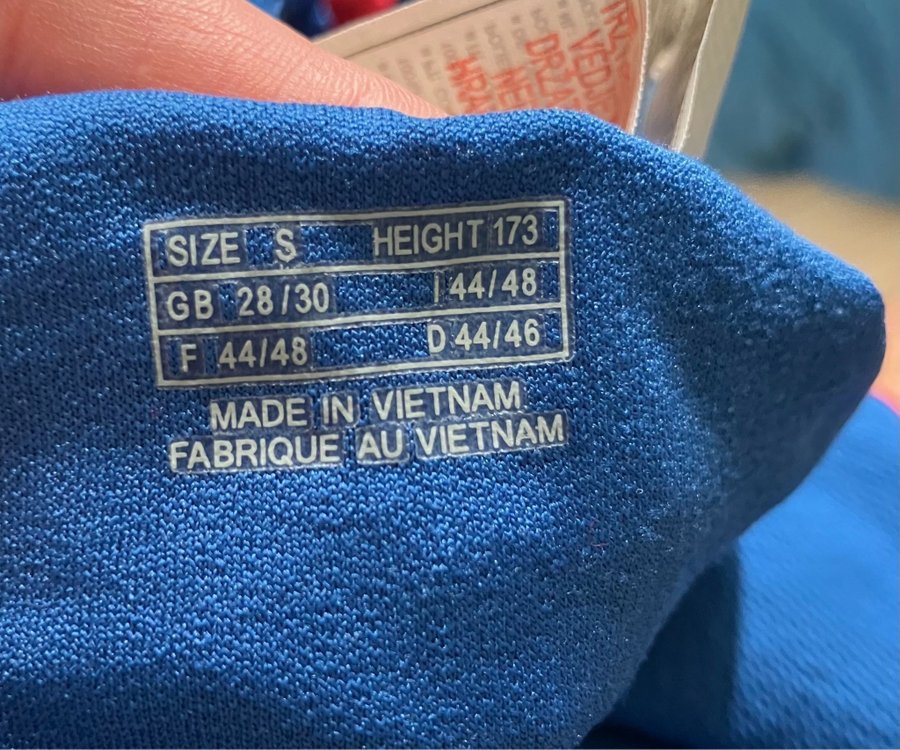 SIZE S HEIGHT 173
GB 28/30 I 44/48
F 44/48 D 44/46
MADE IN VIETNAM
FABRIQUE AU VIETNAM